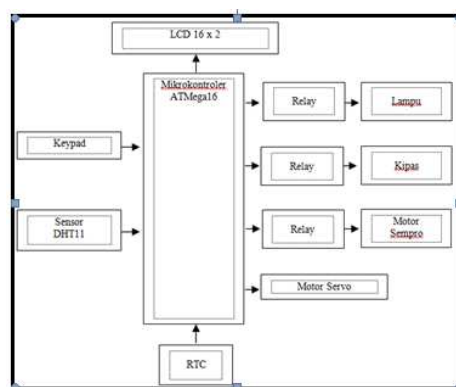 LCD 16 x 2
Mikrokontroler
ATMega16
Relay
Lampu
Keypad
Relay
Kipas
Sensor
DHT11
Relay
Motor
Sempro
Motor Servo
RTC